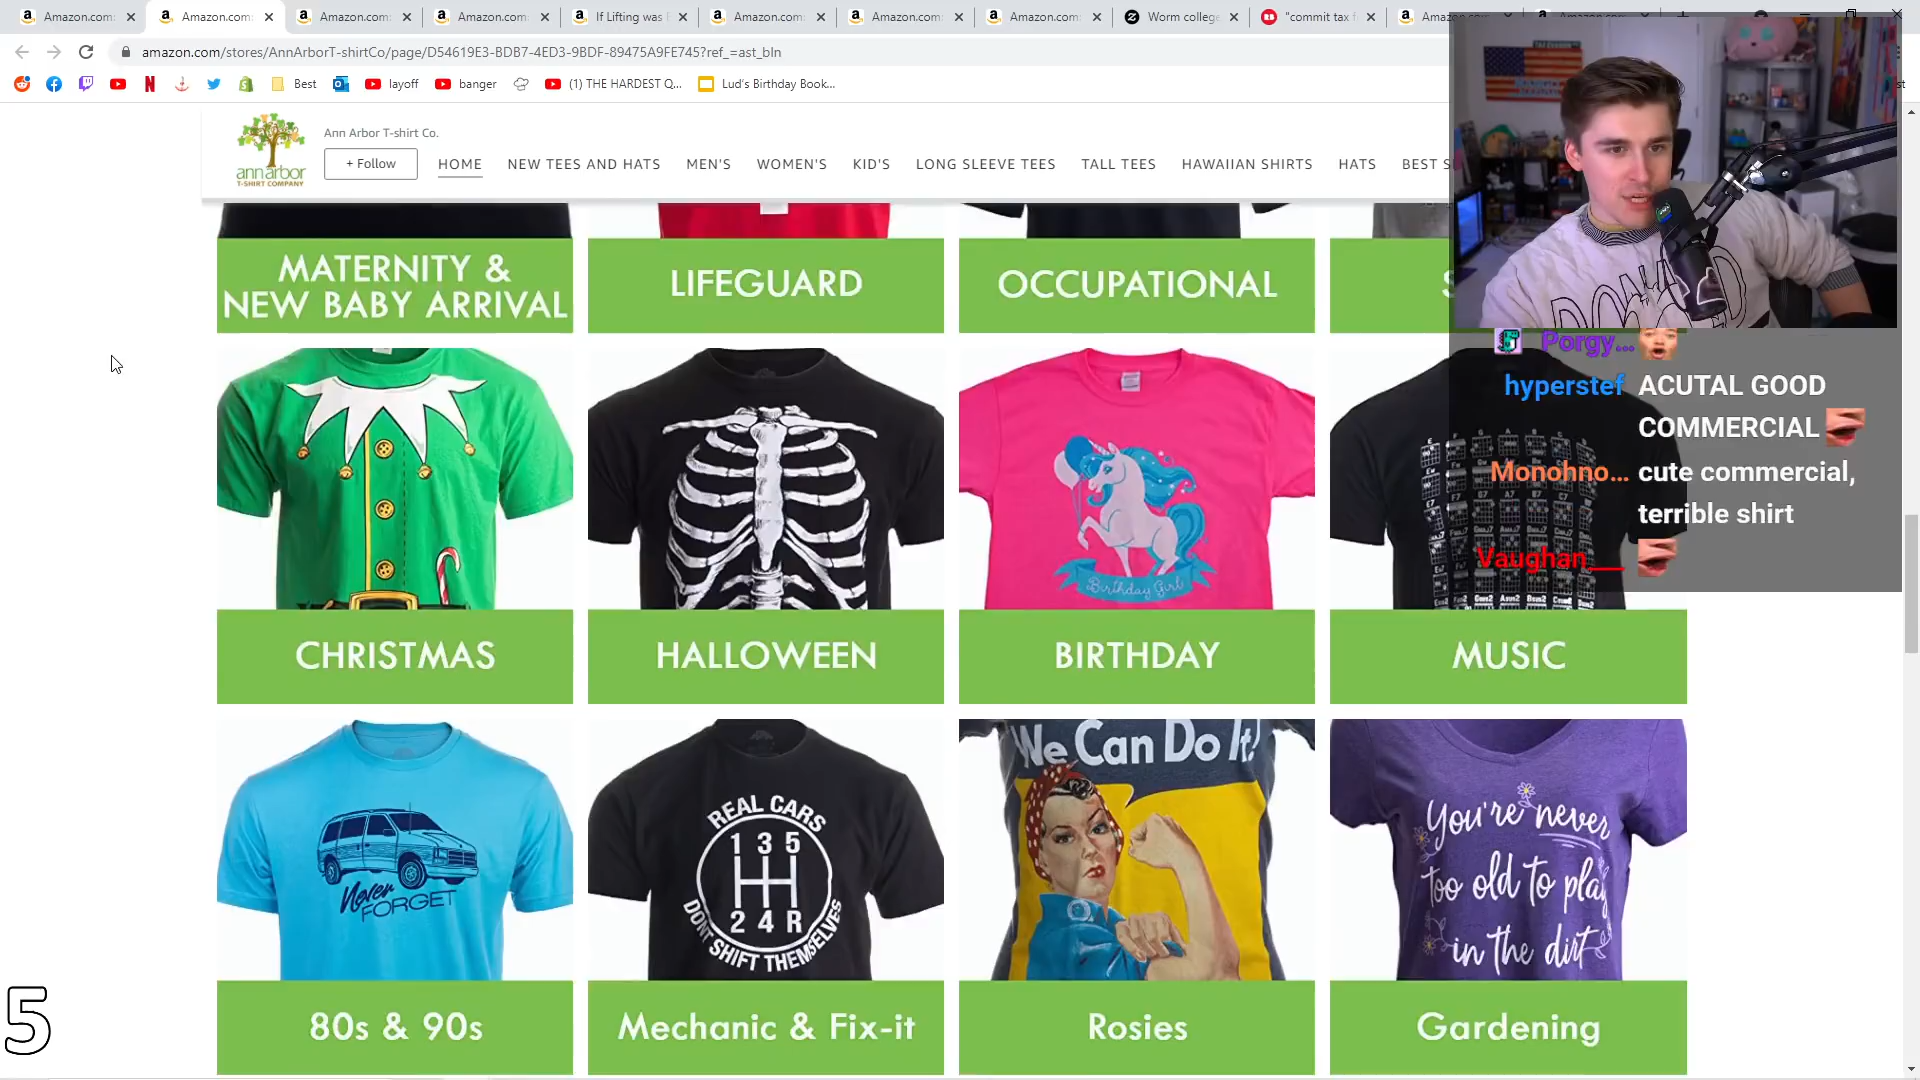 Amazon.com:
Amazon.com:
Amazon.com:
Amazon.com:
If Lifting was E
Amazon.com:
Amazon.com:
Amazon.com:
Worm colleg
"commit tax f
amazon.com/stores/AnnArborT-shirtCo/page/D54619E3-BDB7-4ED3-9BDF-89475A9FE745?ref_=ast_bln
Best
layoff
banger
(1) THE HARDEST Q...
Lud's Birthday Book...
Ann Arbor T-shirt Co.
+ Follow
annarbor
T-SHIRT COMPANY
HOME NEW TEES AND HATS MEN'S WOMEN'S KID'S LONG SLEEVE TEES TALL TEES HAWAIIAN SHIRTS HATS BEST S
MATERNITY &
NEW BABY ARRIVAL
LIFEGUARD
OCCUPATIONAL
Porgy...
hyperstef ACUTAL GOOD
COMMERCIAL
Monohno... cute commercial,
terrible shirt
Vaughan__
Birthday Girl
CHRISTMAS
HALLOWEEN
BIRTHDAY
MUSIC
Never
FORGET
REAL CARS
1 3 5
2 4 R
DON'T SHIFT THEMSELVES
We Can Do It!
You're never
too old to play
in the dirt
80s & 90s
Mechanic & Fix-it
Rosies
Gardening
5